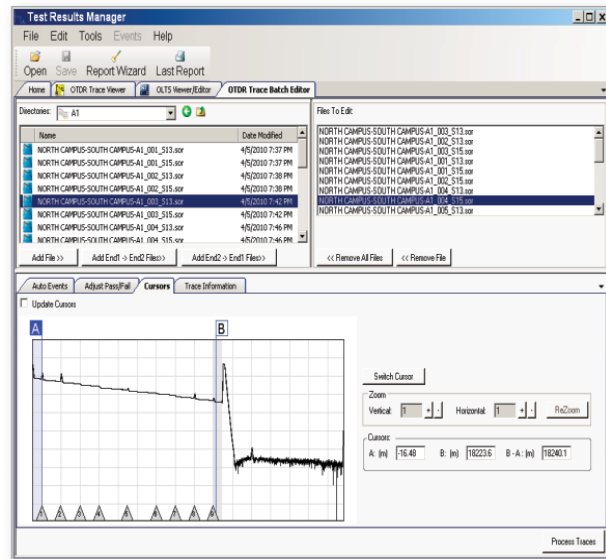 Test Results Manager
File Edit Tools Events Help
Open Save Report Wizard Last Report
Home OTDR Trace Viewer OLTS Viewer/Editor OTDR Trace Batch Editor
Directories: A1
Name Date Modified
NORTH CAMPUS-SOUTH CAMPUS-A1_001_S13.sor 4/5/2010 7:37 PM
NORTH CAMPUS-SOUTH CAMPUS-A1_001_S15.sor 4/5/2010 7:37 PM
NORTH CAMPUS-SOUTH CAMPUS-A1_002_S13.sor 4/5/2010 7:38 PM
NORTH CAMPUS-SOUTH CAMPUS-A1_002_S15.sor 4/5/2010 7:38 PM
NORTH CAMPUS-SOUTH CAMPUS-A1_003_S13.sor 4/5/2010 7:42 PM
NORTH CAMPUS-SOUTH CAMPUS-A1_003_S15.sor 4/5/2010 7:42 PM
NORTH CAMPUS-SOUTH CAMPUS-A1_004_S13.sor 4/5/2010 7:46 PM
NORTH CAMPUS-SOUTH CAMPUS-A1_004_S15.sor 4/5/2010 7:46 PM
Add File >> Add End1 -> End2 Files>> Add End2 -> End1 Files>>
Files To Edit:
NORTH CAMPUS-SOUTH CAMPUS-A1_003_S13.sor
NORTH CAMPUS-SOUTH CAMPUS-A1_002_S13.sor
NORTH CAMPUS-SOUTH CAMPUS-A1_003_S15.sor
NORTH CAMPUS-SOUTH CAMPUS-A1_001_S13.sor
NORTH CAMPUS-SOUTH CAMPUS-A1_001_S15.sor
NORTH CAMPUS-SOUTH CAMPUS-A1_002_S15.sor
NORTH CAMPUS-SOUTH CAMPUS-A1_004_S13.sor
NORTH CAMPUS-SOUTH CAMPUS-A1_004_S15.sor
NORTH CAMPUS-SOUTH CAMPUS-A1_005_S13.sor
<< Remove All Files << Remove File
Auto Events Adjust Pass/Fail Cursors Trace Information
Update Cursors
A B
1 2 3 4 5 6 7 8 9
Switch Cursor
Zoom
Vertical: 1 + - Horizontal: 1 + - ReZoom
Cursors:
A: (m) -16.48 B: (m) 18223.6 B - A : (m) 18240.1
Process Traces